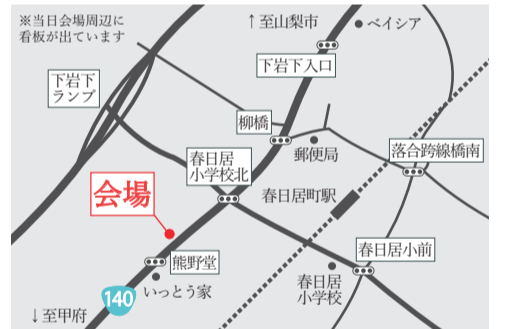 ※当日会場周辺に
看板が出ています
↑至山梨市
ベイシア
下岩下入口
下岩下
ランプ
柳橋
郵便局
落合跨線橋南
春日居
小学校北
春日居町駅
会場
春日居小前
熊野堂
春日居
小学校
いっとう家
140
↓至甲府